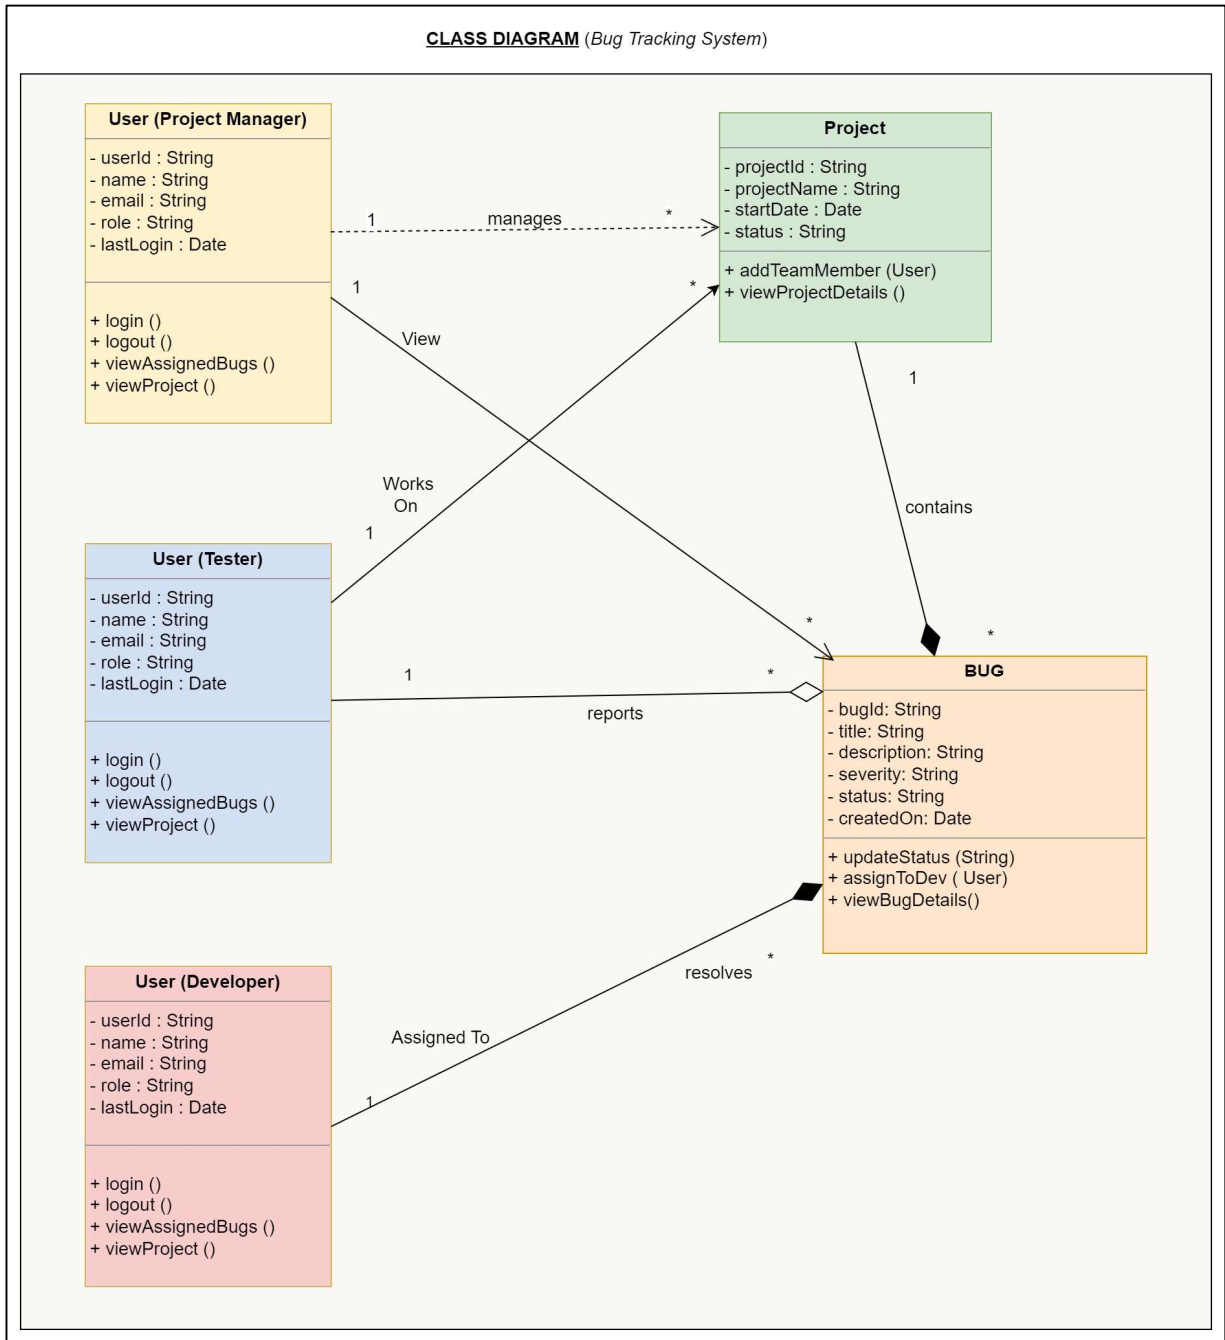 CLASS DIAGRAM (Bug Tracking System)
User (Project Manager)
- userId : String
- name : String
- email : String
- role : String
- lastLogin : Date
+ login ()
+ logout ()
+ viewAssignedBugs ()
+ viewProject ()
1
manages
*
Project
- projectId : String
- projectName : String
- startDate : Date
- status : String
+ addTeamMember (User)
+ viewProjectDetails ()
1
View
*
*
Works
On
1
1
contains
*
User (Tester)
- userId : String
- name : String
- email : String
- role : String
- lastLogin : Date
+ login ()
+ logout ()
+ viewAssignedBugs ()
+ viewProject ()
1
reports
*
BUG
- bugId: String
- title: String
- description: String
- severity: String
- status: String
- createdOn: Date
+ updateStatus (String)
+ assignToDev ( User)
+ viewBugDetails()
*
resolves
Assigned To
1
User (Developer)
- userId : String
- name : String
- email : String
- role : String
- lastLogin : Date
+ login ()
+ logout ()
+ viewAssignedBugs ()
+ viewProject ()